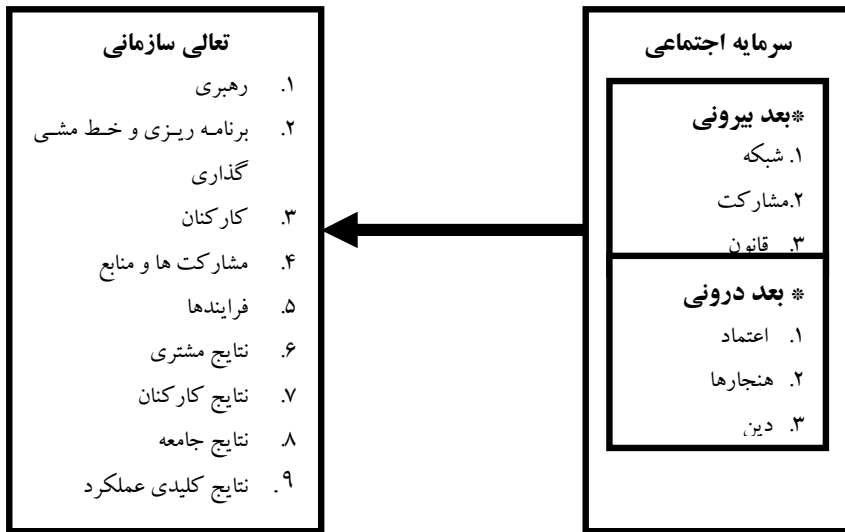 سرمایه اجتماعی
*بعد بیرونی
۱. شبکه
۲.مشارکت
۳. قانون
* بعد درونی
۱. اعتماد
۲. هنجارها
۳. دین
تعالی سازمانی
۱. رهبری
۲. برنامه ریزی و خط مشی
گذاری
۳. کارکنان
۴. مشارکت ها و منابع
۵. فرایندها
۶. نتایج مشتری
۷. نتایج کارکنان
۸. نتایج جامعه
۹. نتایج کلیدی عملکرد